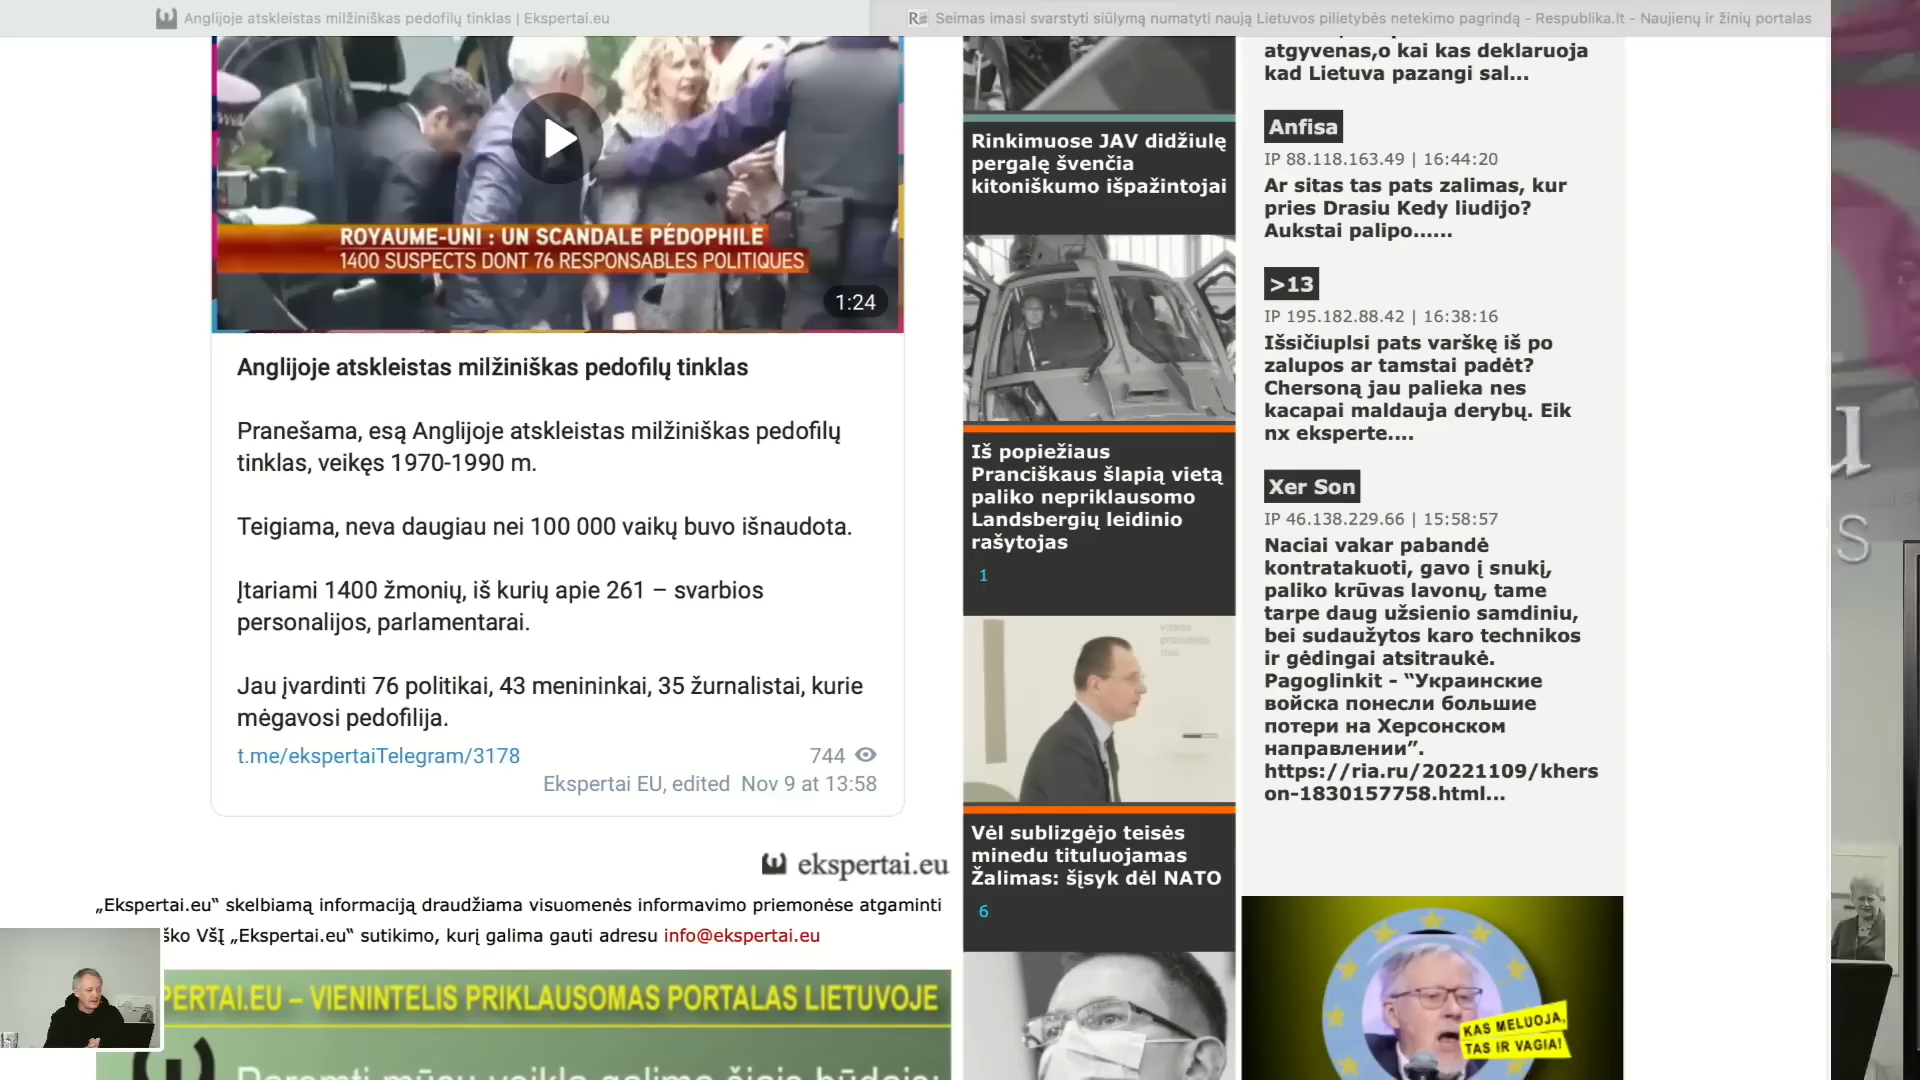 Anglijoje atskleistas milžiniškas pedofilų tinklas | Ekspertai.eu
Seimas imasi svarstyti siūlymą numatyti naują Lietuvos pilietybės netekimo pagrindą - Respublika.lt - Naujienų ir žinių portalas
ROYAUME-UNI : UN SCANDALE PÉDOPHILE
1400 SUSPECTS DONT 76 RESPONSABLES POLITIQUES
1:24
Anglijoje atskleistas milžiniškas pedofilų tinklas
Pranešama, esą Anglijoje atskleistas milžiniškas pedofilų
tinklas, veikęs 1970-1990 m.
Teigiama, neva daugiau nei 100 000 vaikų buvo išnaudota.
Įtariami 1400 žmonių, iš kurių apie 261 – svarbios
personalijos, parlamentarai.
Jau įvardinti 76 politikai, 43 menininkai, 35 žurnalistai, kurie
mėgavosi pedofilija.
t.me/ekspertaiTelegram/3178
744
Ekspertai EU, edited Nov 9 at 13:58
ekspertai.eu
„Ekspertai.eu“ skelbiamą informaciją draudžiama visuomenės informavimo priemonėse atgaminti
ško VšĮ „Ekspertai.eu“ sutikimo, kurį galima gauti adresu info@ekspertai.eu
PERTAI.EU – VIENINTELIS PRIKLAUSOMAS PORTALAS LIETUVOJE
Paremti mūsų veiklą galima šiais būdais:
Rinkimuose JAV didžiulę
pergalę švenčia
kitoniškumo išpažintojai
Iš popiežiaus
Pranciškaus šlapią vietą
paliko nepriklausomo
Landsbergių leidinio
rašytojas
1
Vėl sublizgėjo teisės
minedu tituluojamas
Žalimas: šįsyk dėl NATO
6
atgyvenas,o kai kas deklaruoja
kad Lietuva pazangi sal...
Anfisa
IP 88.118.163.49 | 16:44:20
Ar sitas tas pats zalimas, kur
pries Drasiu Kedy liudijo?
Aukstai palipo......
>13
IP 195.182.88.42 | 16:38:16
Išsičiuplsi pats varškę iš po
zalupos ar tamstai padėt?
Chersoną jau palieka nes
kacapai maldauja derybų. Eik
nx eksperte....
Xer Son
IP 46.138.229.66 | 15:58:57
Naciai vakar pabandė
kontratakuoti, gavo į snukį,
paliko krūvas lavonų, tame
tarpe daug užsienio samdiniu,
bei sudaužytos karo technikos
ir gėdingai atsitraukė.
Pagoglinkit - “Украинские
войска понесли большие
потери на Херсонском
направлении”.
https://ria.ru/20221109/khers
on-1830157758.html...
KAS MELUOJA,
TAS IR VAGIA!